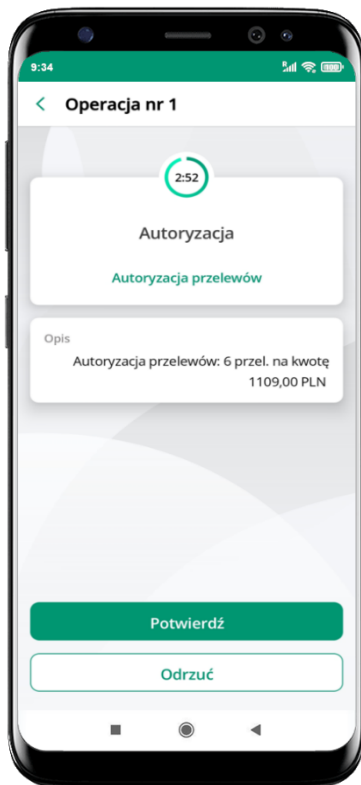 9:34
Operacja nr 1
2:52
Autoryzacja
Autoryzacja przelewów
Opis
Autoryzacja przelewów: 6 przel. na kwotę
1109,00 PLN
Potwierdź
Odrzuć